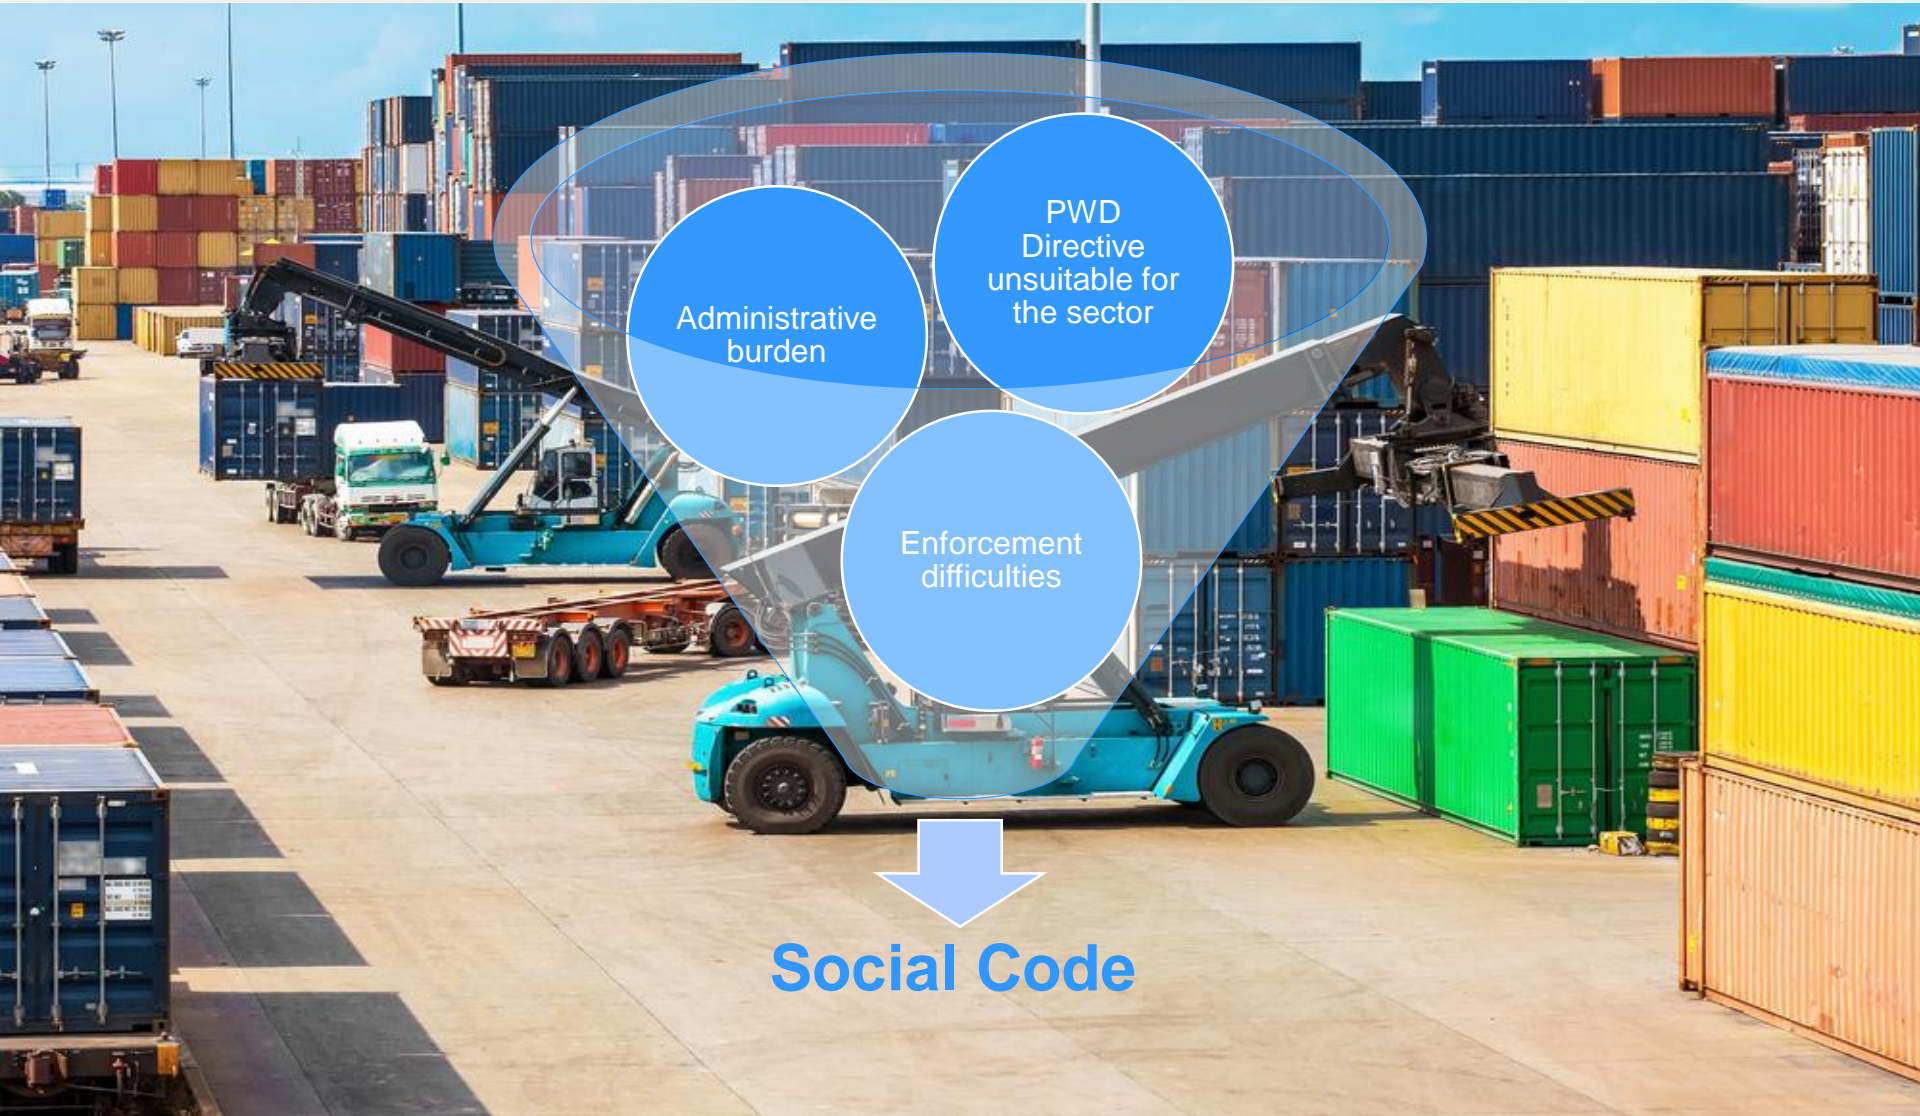 PWD
Directive
unsuitable for
the sector
Administrative
burden
Enforcement
difficulties
Social Code